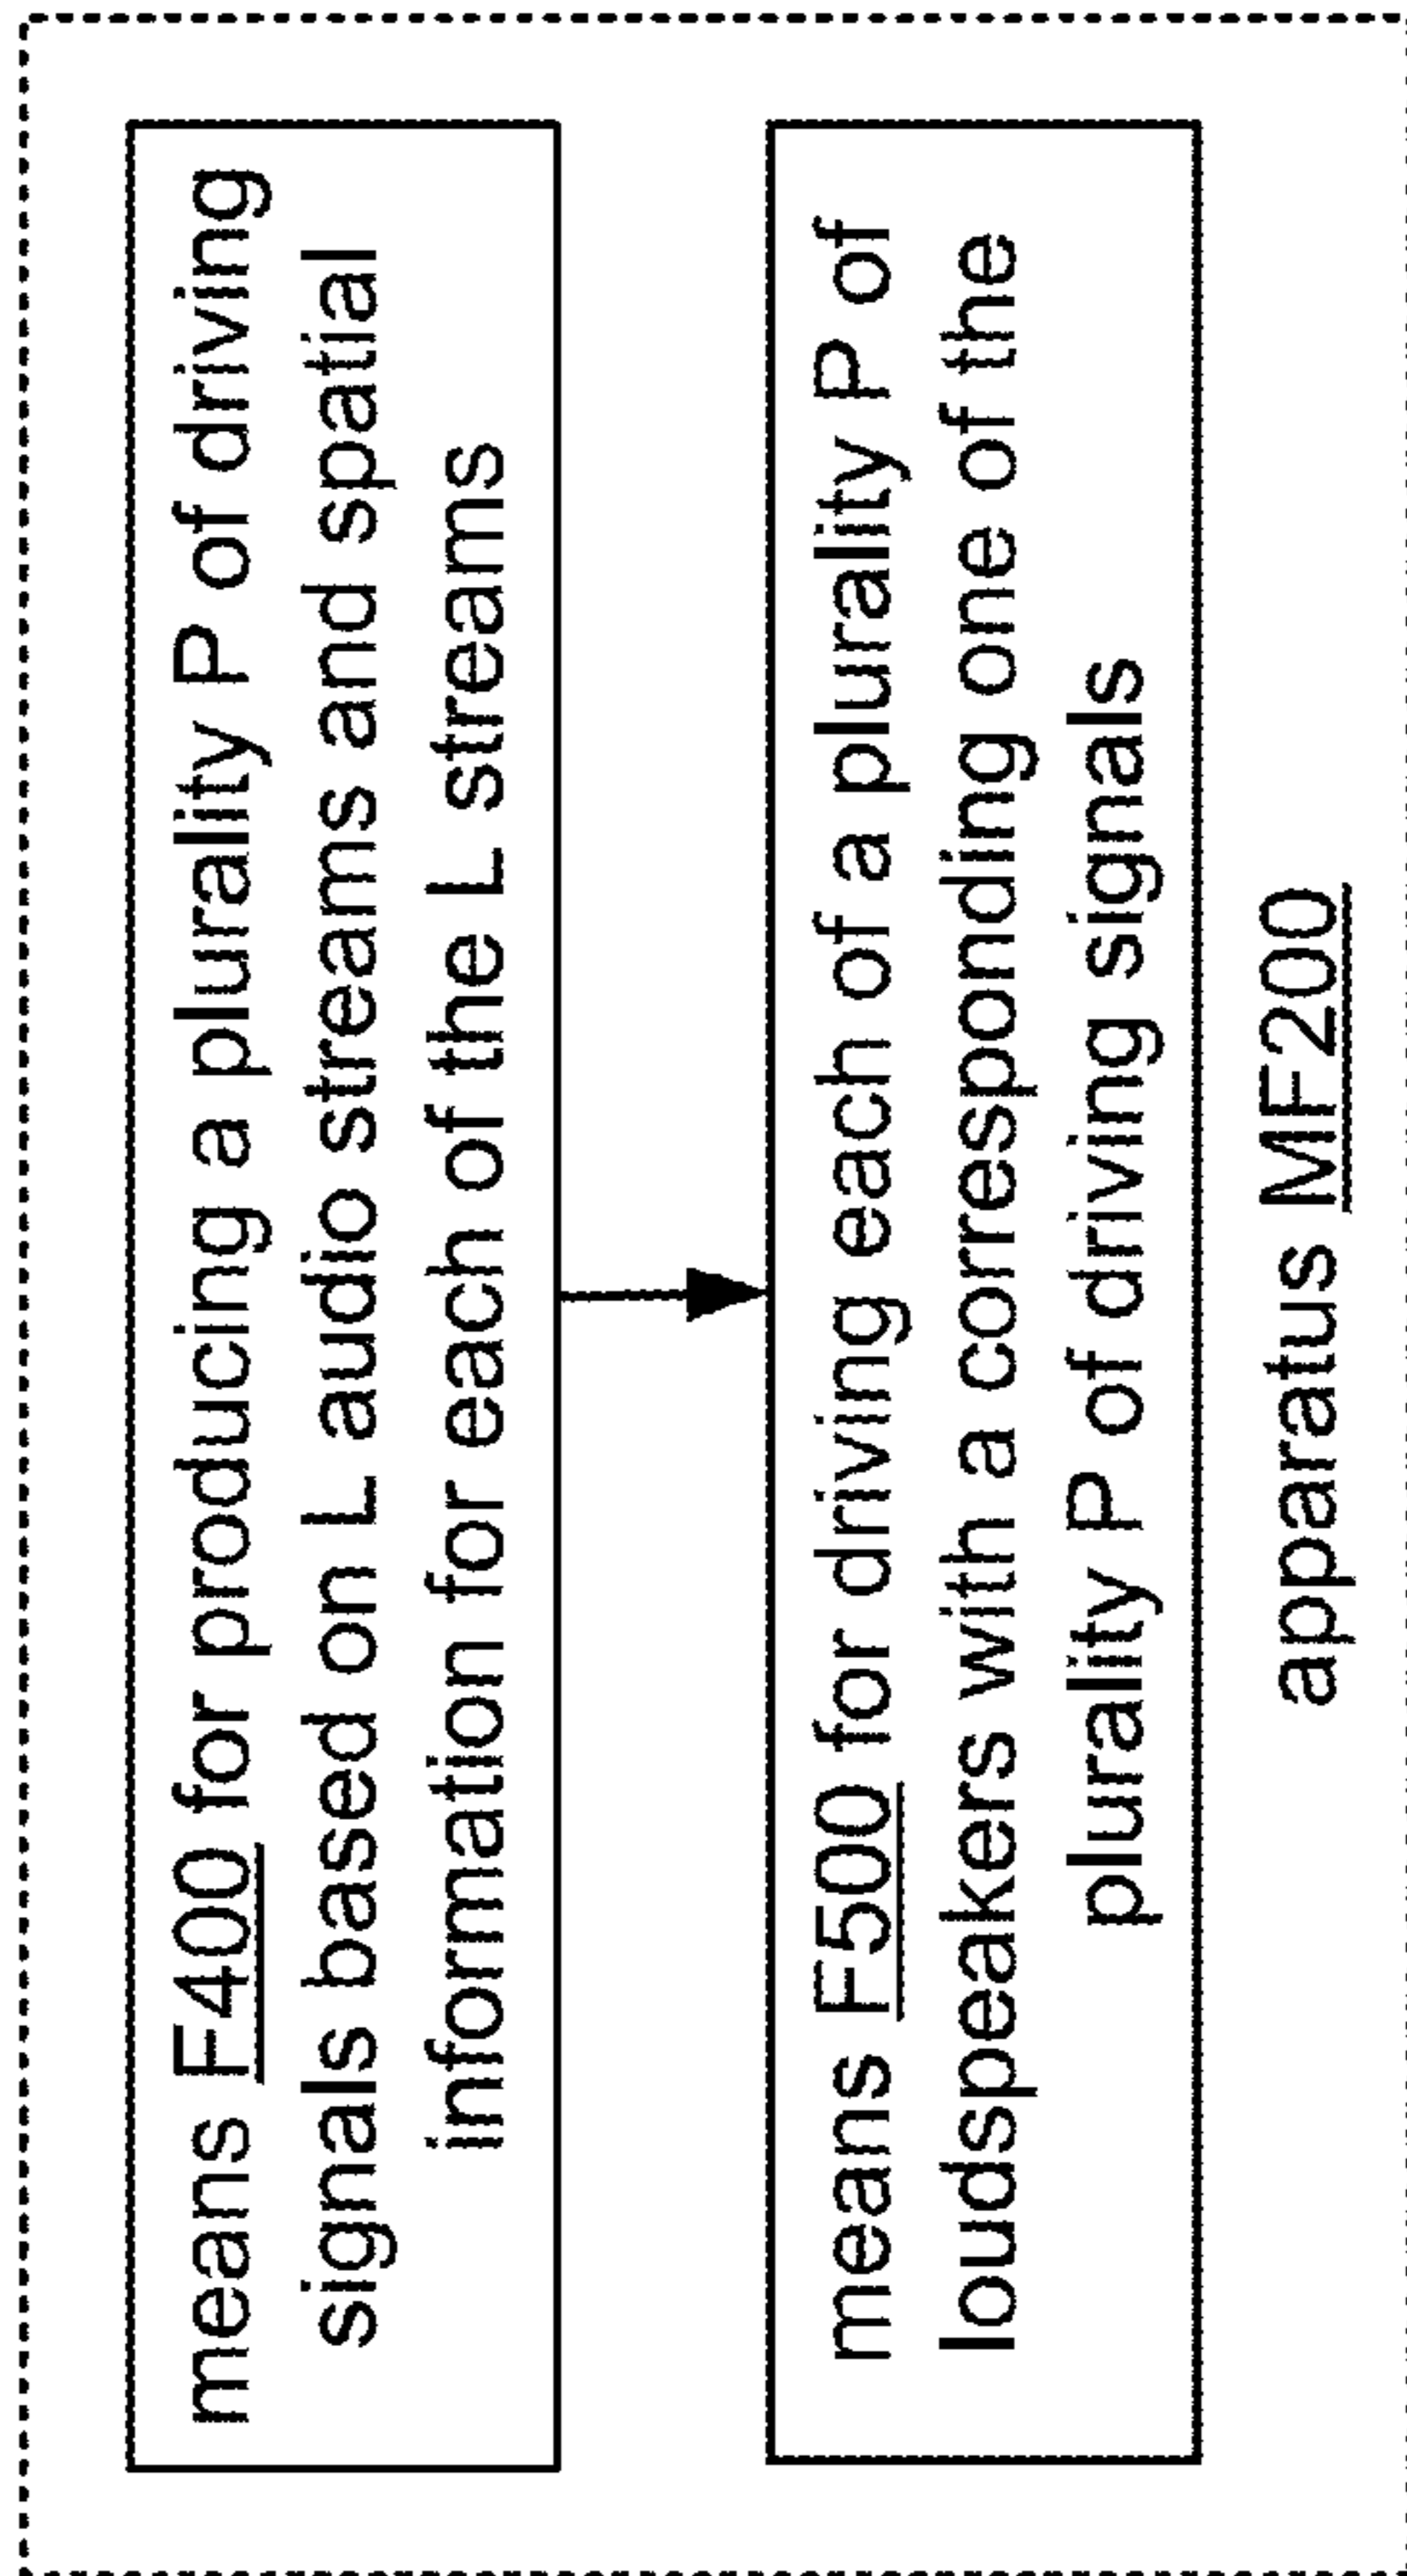 means F400 for producing a plurality P of driving
signals based on L audio streams and spatial
information for each of the L streams
means F500 for driving each of a plurality P of
loudspeakers with a corresponding one of the
plurality P of driving signals
apparatus MF200